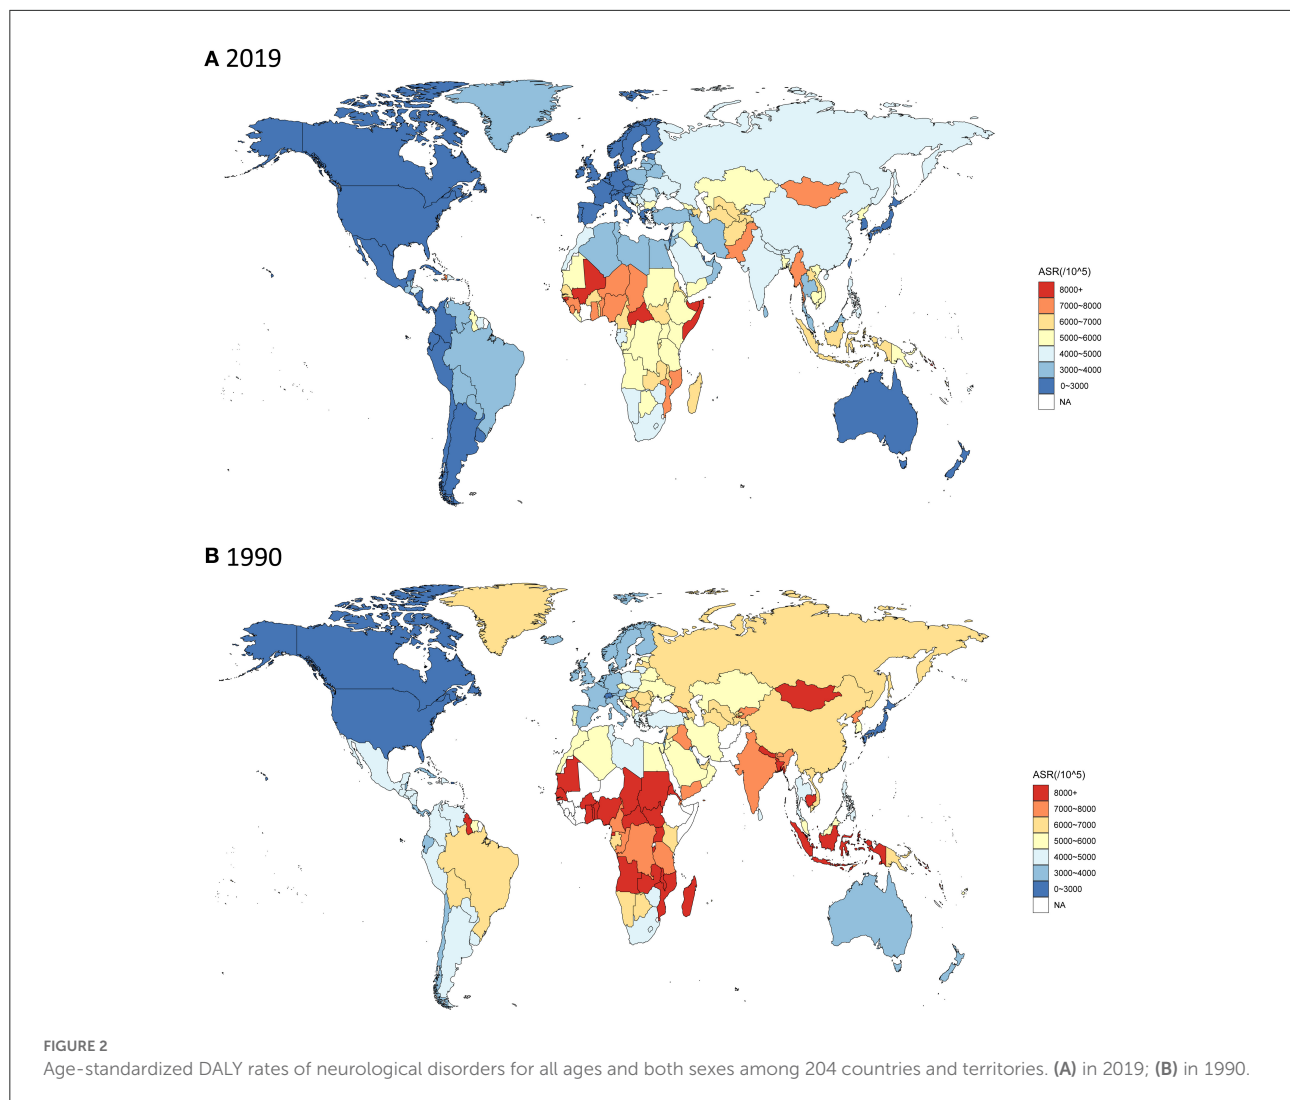 A 2019
ASR(/10^5)
8000+
7000~8000
6000~7000
5000~6000
4000~5000
3000~4000
0~3000
NA
B 1990
ASR(/10^5)
8000+
7000~8000
6000~7000
5000~6000
4000~5000
3000~4000
0~3000
NA
FIGURE 2
Age-standardized DALY rates of neurological disorders for all ages and both sexes among 204 countries and territories. (A) in 2019; (B) in 1990.